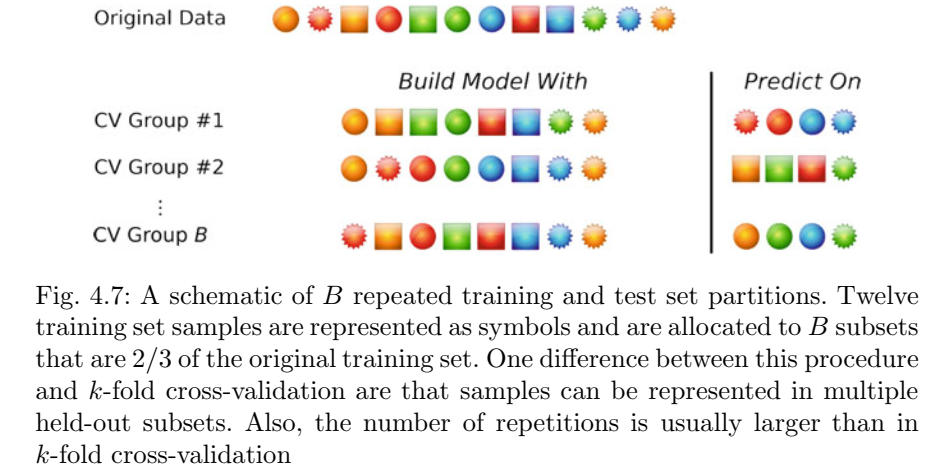 Original Data
Build Model With
Predict On
CV Group #1
CV Group #2
⋮
CV Group B
Fig. 4.7: A schematic of B repeated training and test set partitions. Twelve
training set samples are represented as symbols and are allocated to B subsets
that are 2/3 of the original training set. One difference between this procedure
and k-fold cross-validation are that samples can be represented in multiple
held-out subsets. Also, the number of repetitions is usually larger than in
k-fold cross-validation